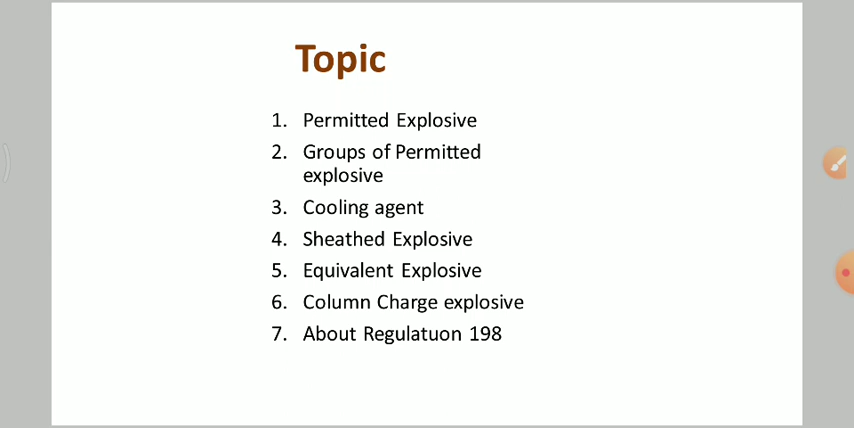 Topic
1. Permitted Explosive
2. Groups of Permitted
explosive
3. Cooling agent
4. Sheathed Explosive
5. Equivalent Explosive
6. Column Charge explosive
7. About Regulatuon 198